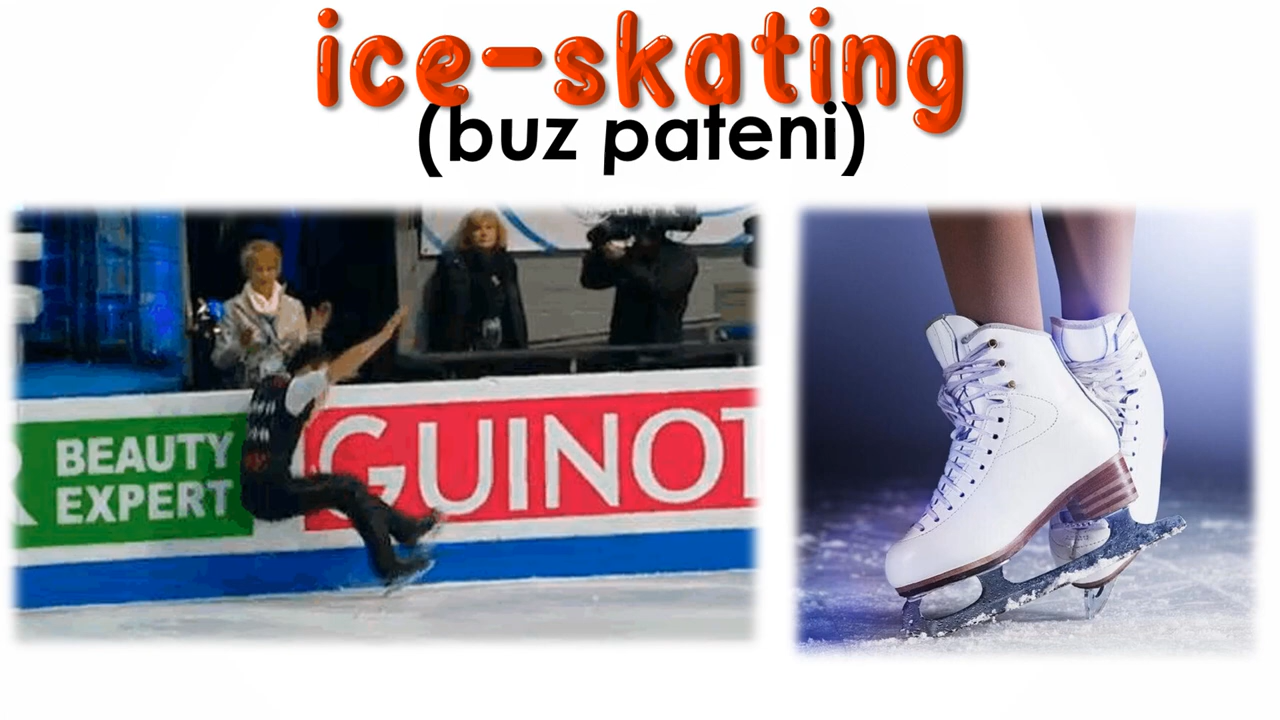 ice-skating
(buz pateni)
BEAUTY
EXPERT
GUINOT